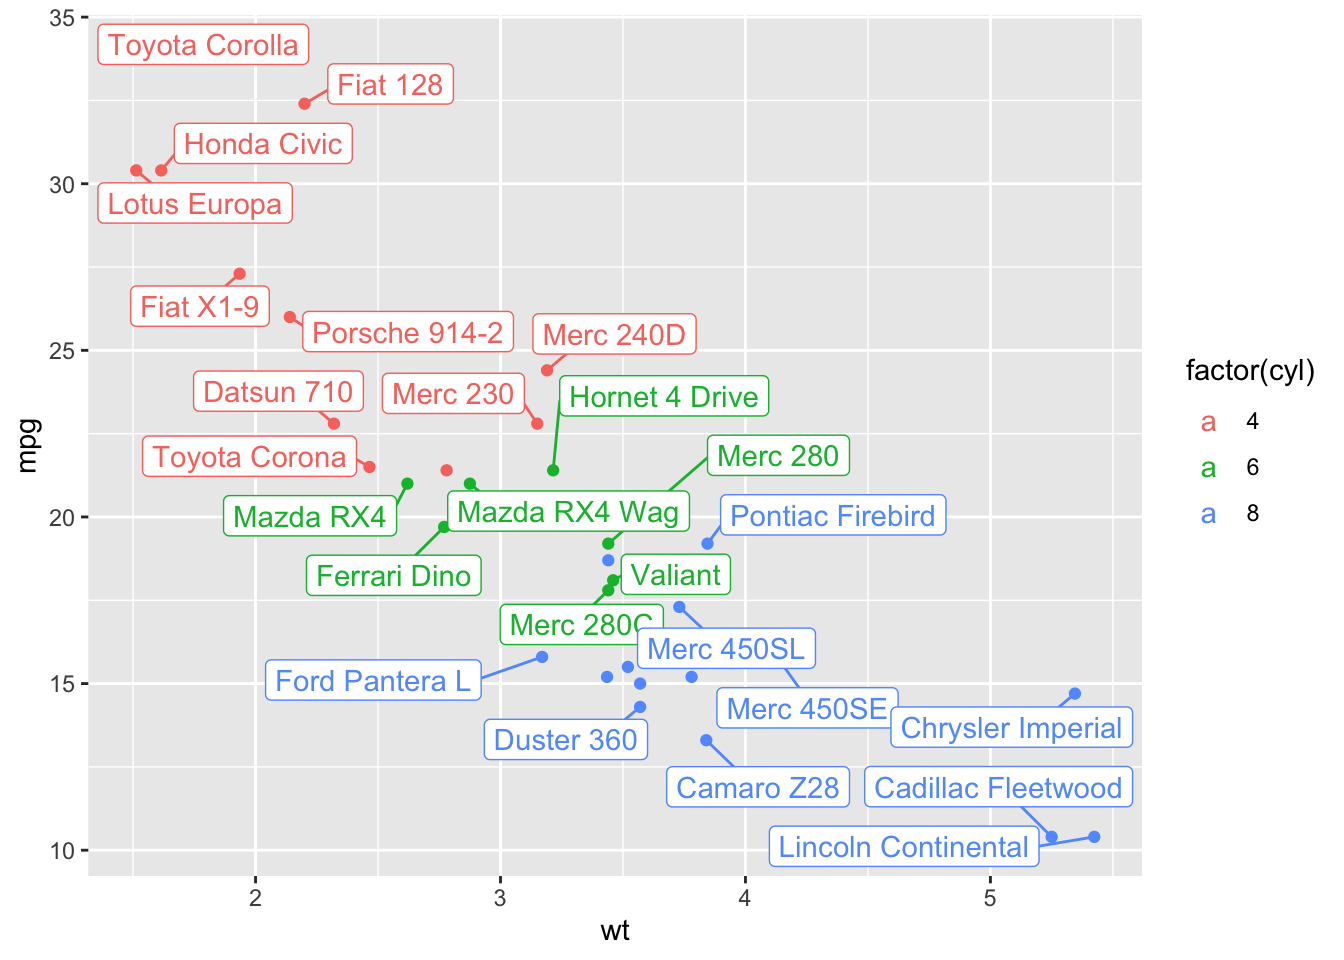 35
Toyota Corolla
Fiat 128
Honda Civic
30
Lotus Europa
Fiat X1-9
Porsche 914-2
Merc 240D
25
Datsun 710
Merc 230
Hornet 4 Drive
Toyota Corona
Merc 280
Mazda RX4
Mazda RX4 Wag
Pontiac Firebird
20
Ferrari Dino
Valiant
Merc 280C
Merc 450SL
Ford Pantera L
15
Merc 450SE
Chrysler Imperial
Duster 360
Camaro Z28
Cadillac Fleetwood
Lincoln Continental
10
2 3 4 5
wt
mpg
factor(cyl)
a 4
a 6
a 8